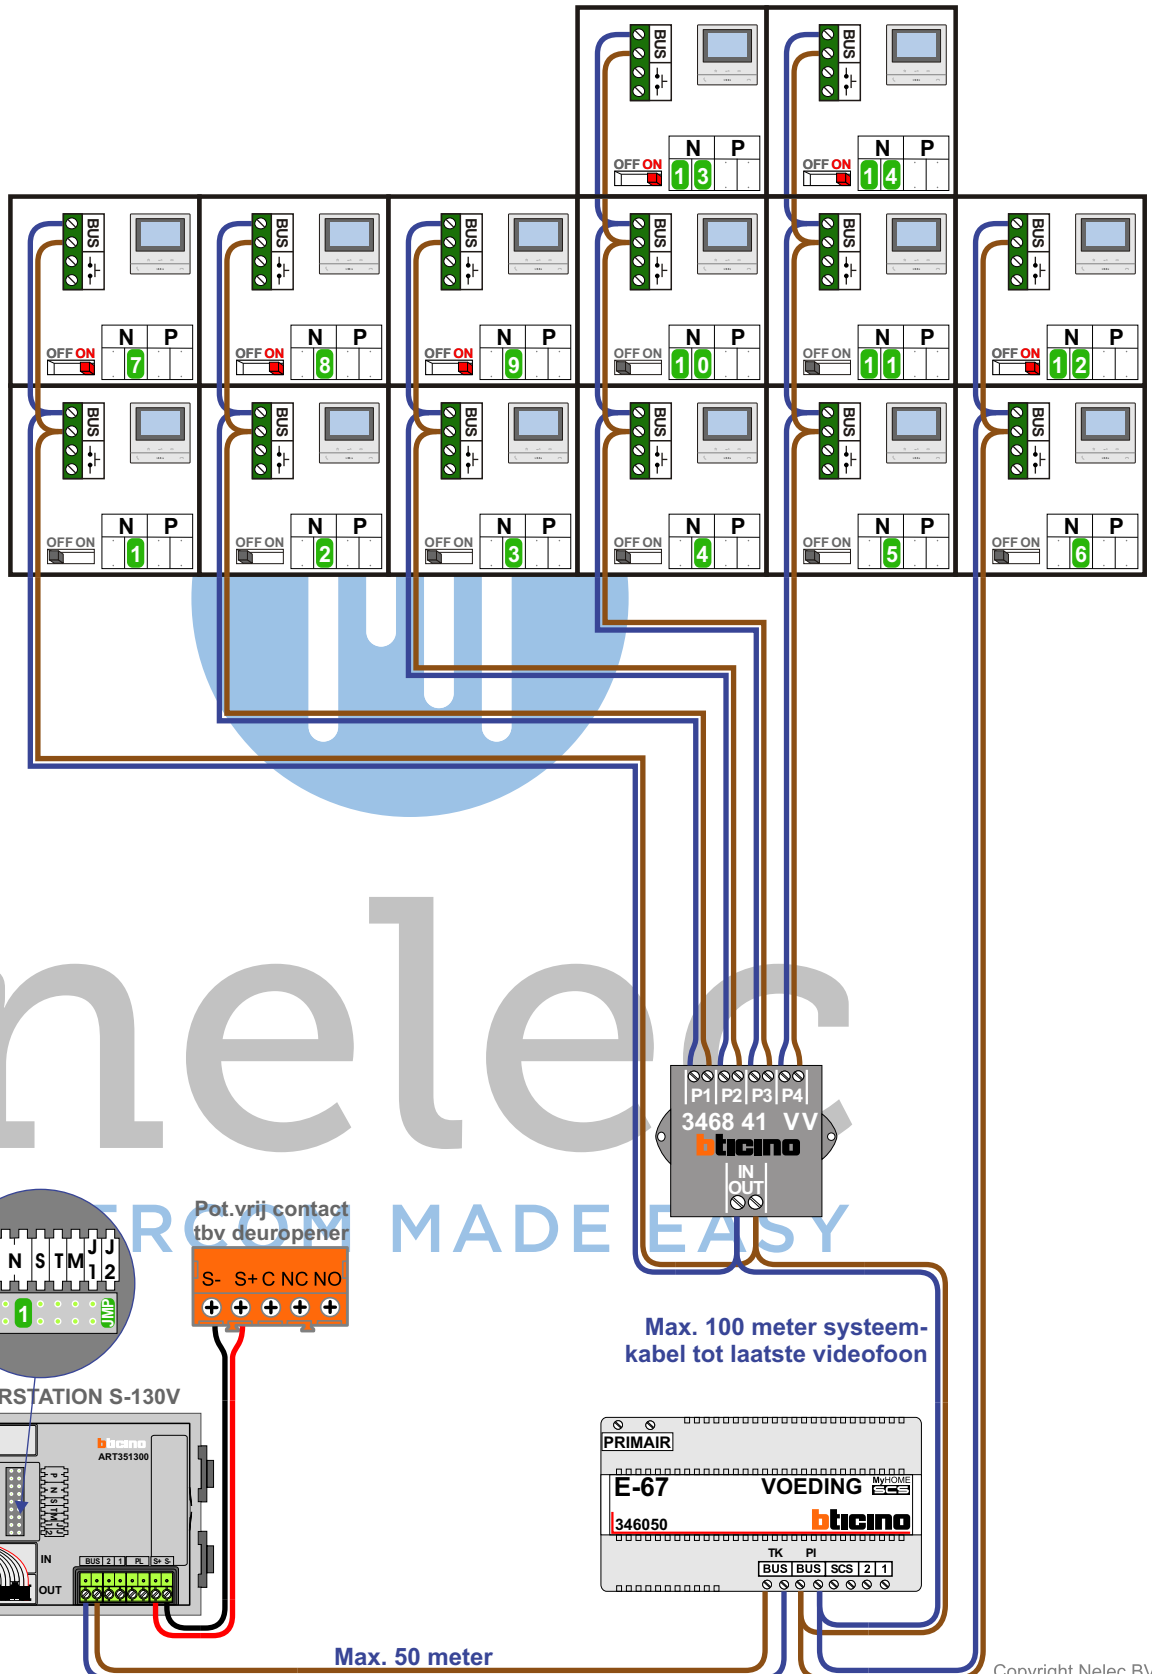 BUS
OFF ON
N P
1 3
BUS
OFF ON
N P
1 4
BUS
OFF ON
N P
7
BUS
OFF ON
N P
8
BUS
OFF ON
N P
9
BUS
OFF ON
N P
1 0
BUS
OFF ON
N P
1 1
BUS
OFF ON
N P
1 2
BUS
OFF ON
N P
1
BUS
OFF ON
N P
2
BUS
OFF ON
N P
3
BUS
OFF ON
N P
4
BUS
OFF ON
N P
5
BUS
OFF ON
N P
6
nelec
ERCOM MADE EASY
P1 P2 P3 P4
3468 41 VV
bticino
IN
OUT
Pot.vrij contact
tbv deuropener
S- S+ C NC NO
N S T M J1 J2
1 JMP
Max. 100 meter systeem-
kabel tot laatste videofoon
RSTATION S-130V
bticino
ART351300
P N S T M J1 J2
IN
OUT
BUS 2 1 PL S+ S-
PRIMAIR
E-67 VOEDING MyHOME
SCS
346050 bticino
TK PI
BUS BUS SCS 2 1
Max. 50 meter
Copyright Nelec BV